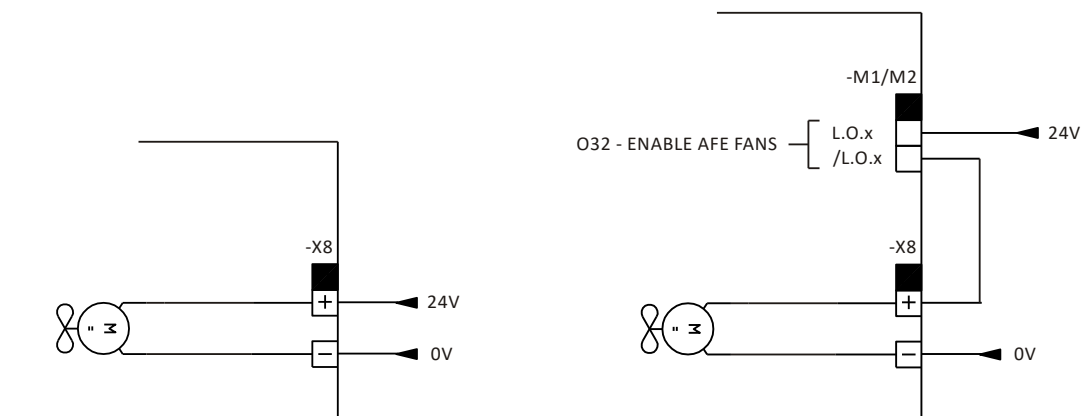 -X8
+
24V
M
=
−
0V
-M1/M2
O32 - ENABLE AFE FANS
L.O.x
24V
/L.O.x
-X8
+
M
=
−
0V